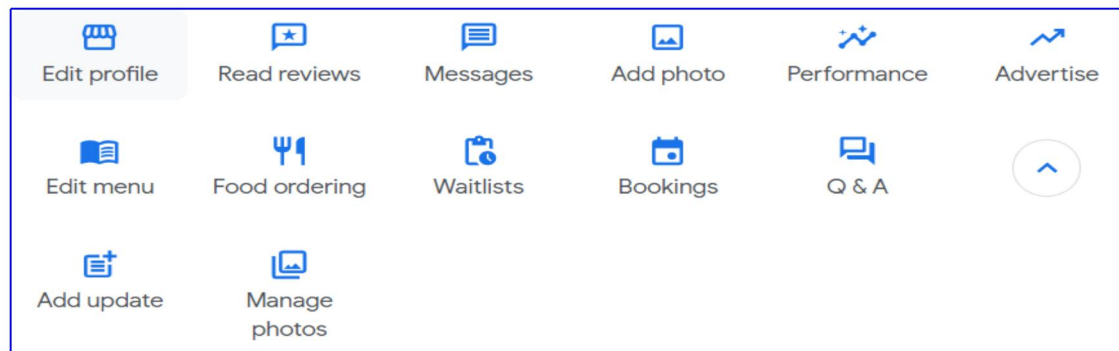 Edit profile
Read reviews
Messages
Add photo
Performance
Advertise
Edit menu
Food ordering
Waitlists
Bookings
Q & A
Add update
Manage
photos